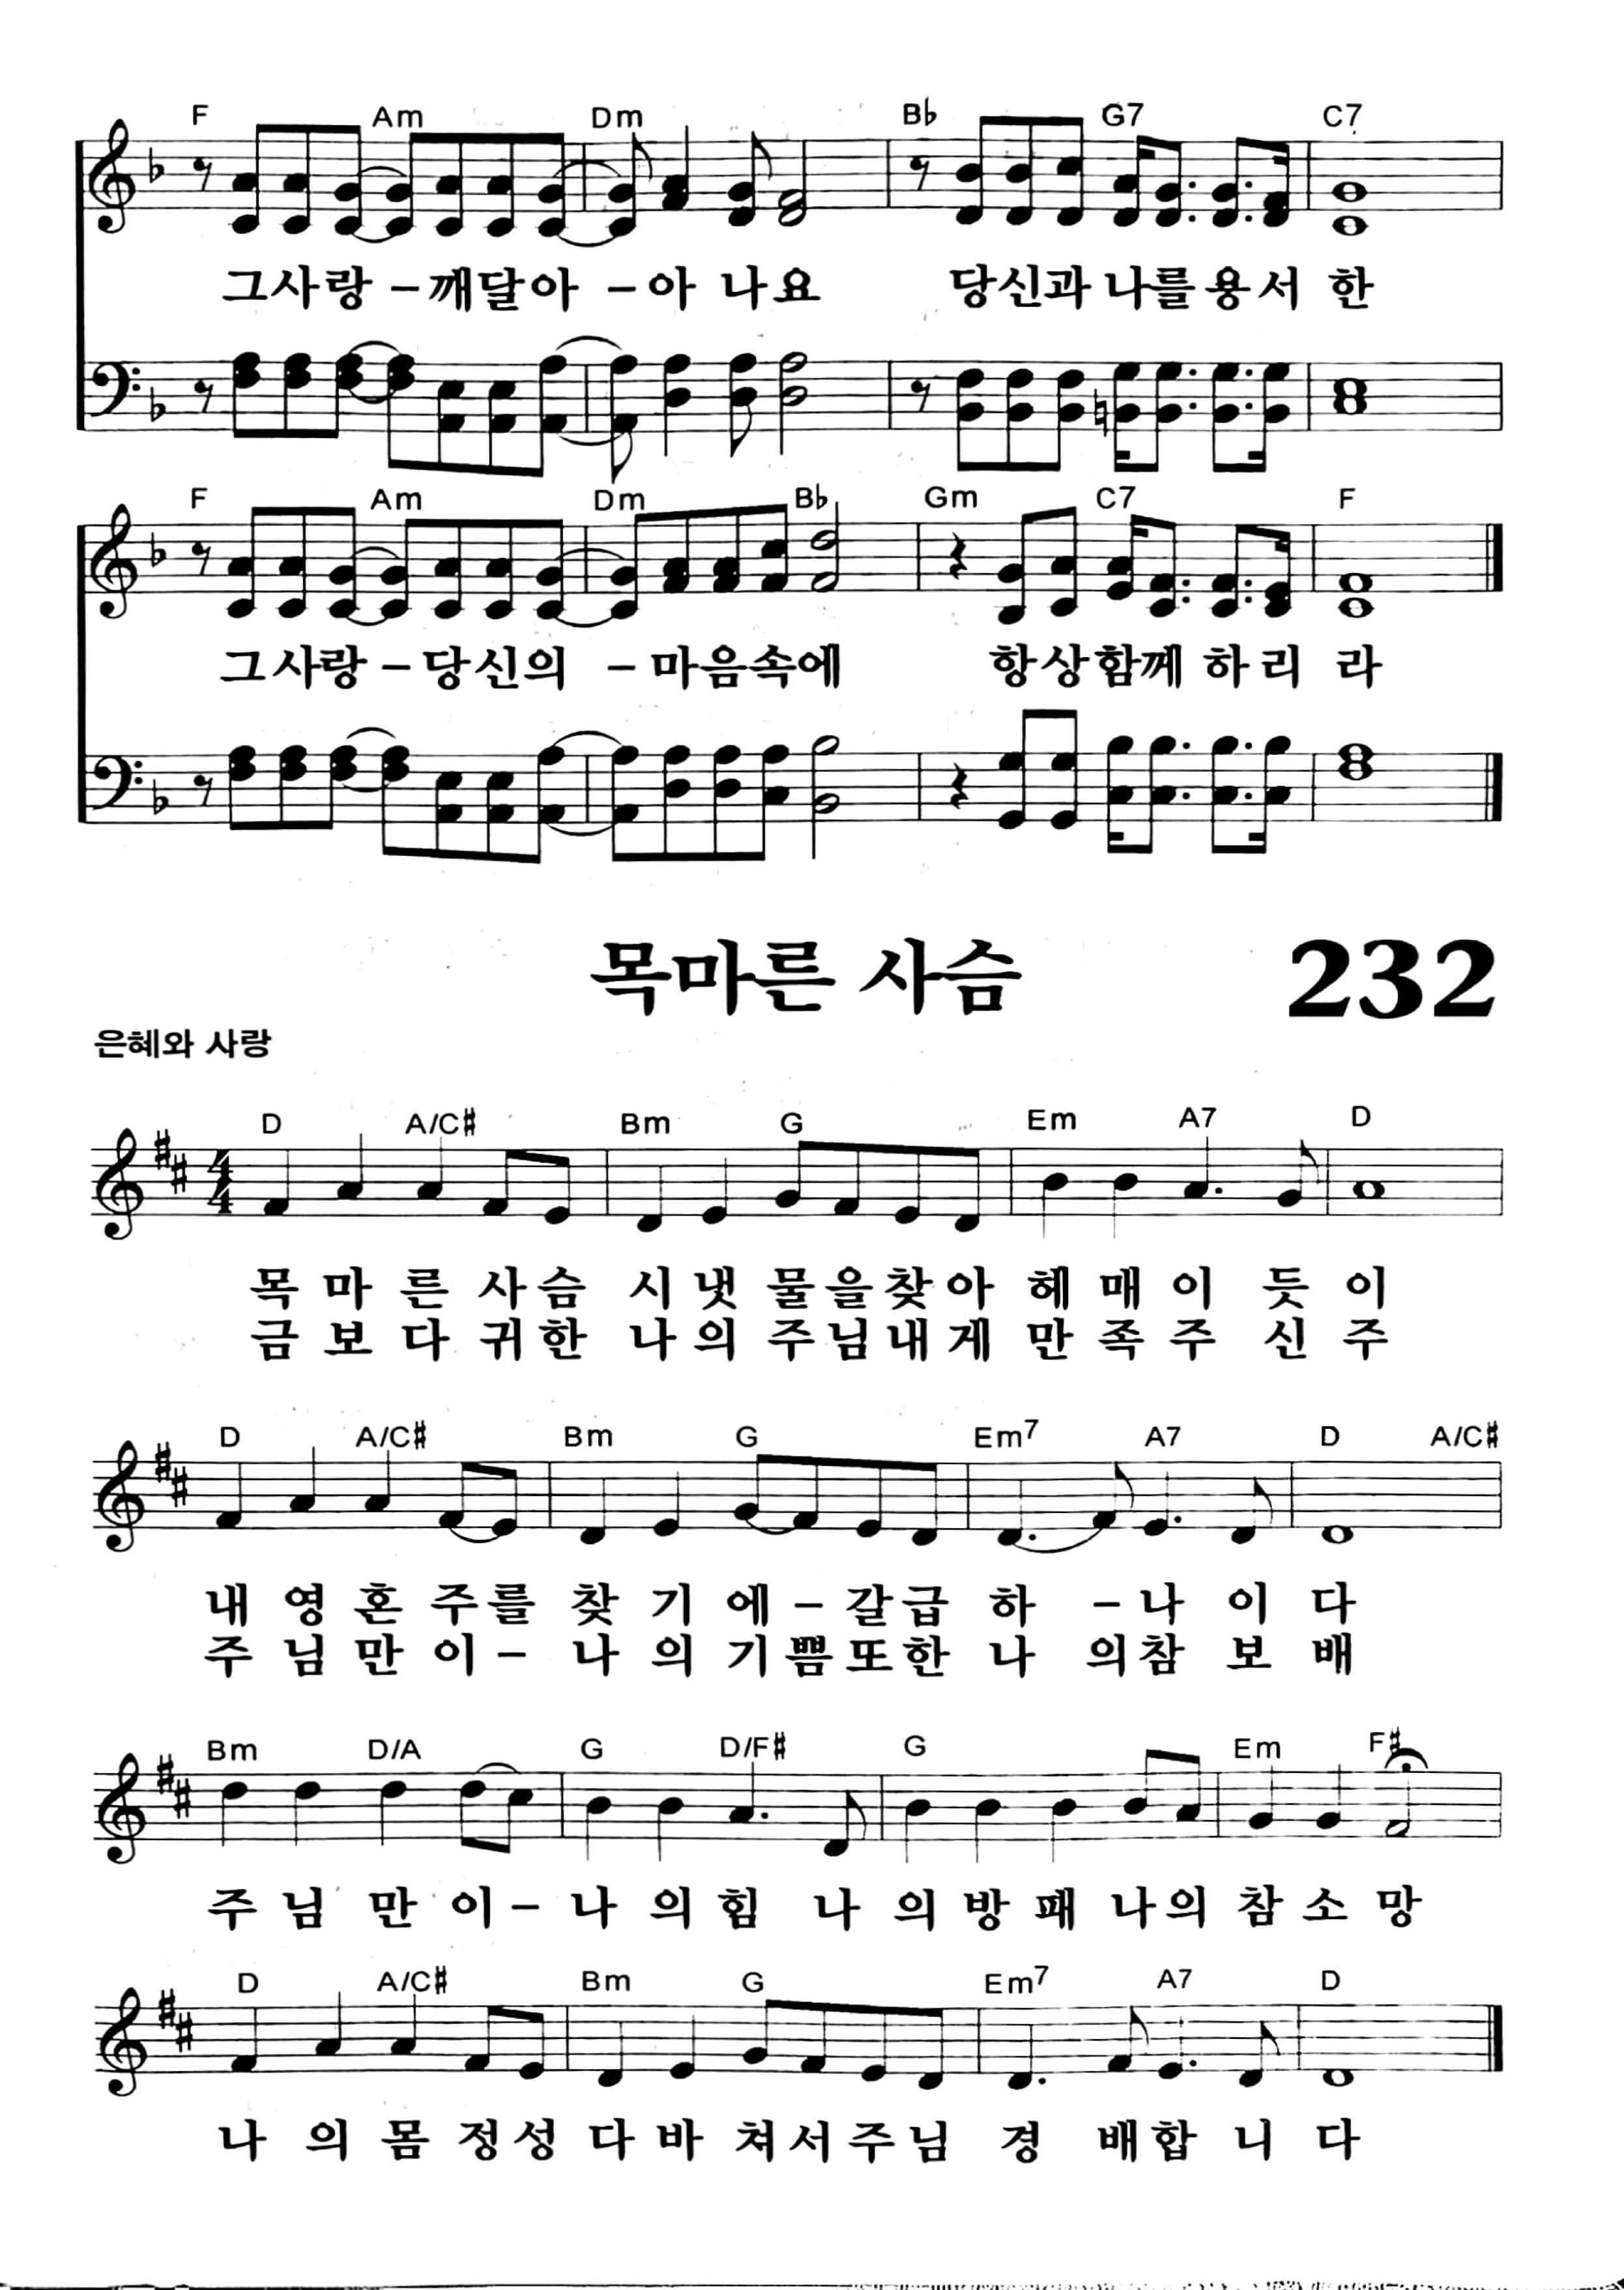 F Am Dm B♭ G7 C7
그사랑 -깨달아 -아 나요 당신과 나를 용서 한
F Am Dm B♭ Gm C7 F
그사랑 -당신의 -마음속에 항상함께 하리 라
목마른 사슴 232
은혜와 사랑
D A/C# Bm G Em A7 D
4/4
목 마 른 사슴 시 냇 물을찾아 헤 매 이 듯 이
금 보 다 귀한 나 의 주님내게 만 족 주 신 주
D A/C# Bm G Em7 A7 D A/C#
내 영 혼 주를 찾 기 에-갈급 하 -나 이 다
주 님 만 이- 나 의 기쁨또한 나 의참 보 배
Bm D/A G D/F# G Em F#
주 님 만 이- 나 의 힘 나 의 방 패 나의 참 소 망
D A/C# Bm G Em7 A7 D
나 의 몸 정성 다 바 쳐서주님 경 배합 니 다